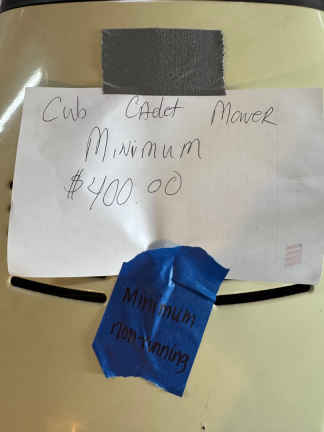 Cub CAdet MoweR
MiNimum
$400.00
Minimum
non-running